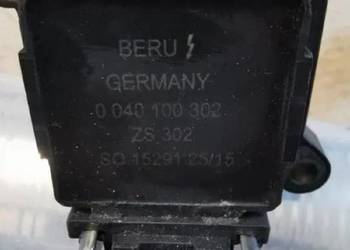 BERU
GERMANY
0 040 100 302
ZS 302
SO 15291 25/15